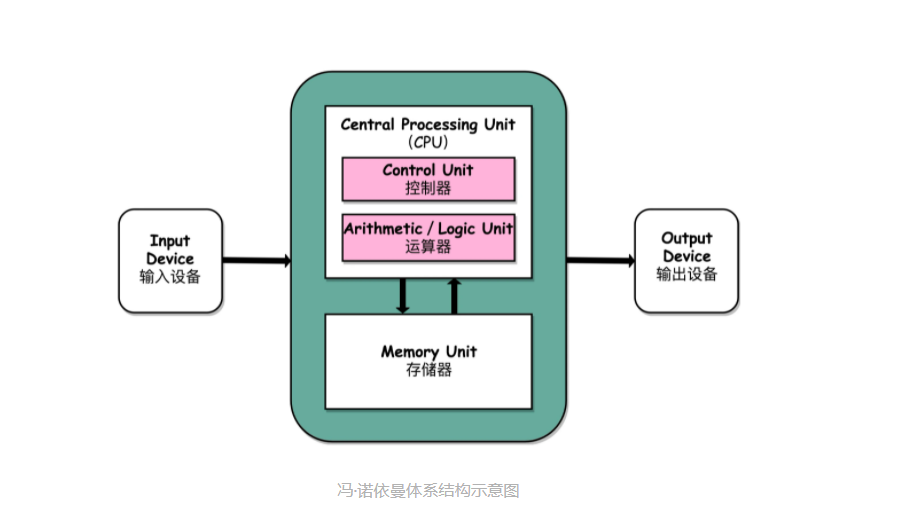 Central Processing Unit
(CPU)
Control Unit
控制器
Arithmetic / Logic Unit
运算器
Input
Device
输入设备
Output
Device
输出设备
Memory Unit
存储器
冯·诺依曼体系结构示意图